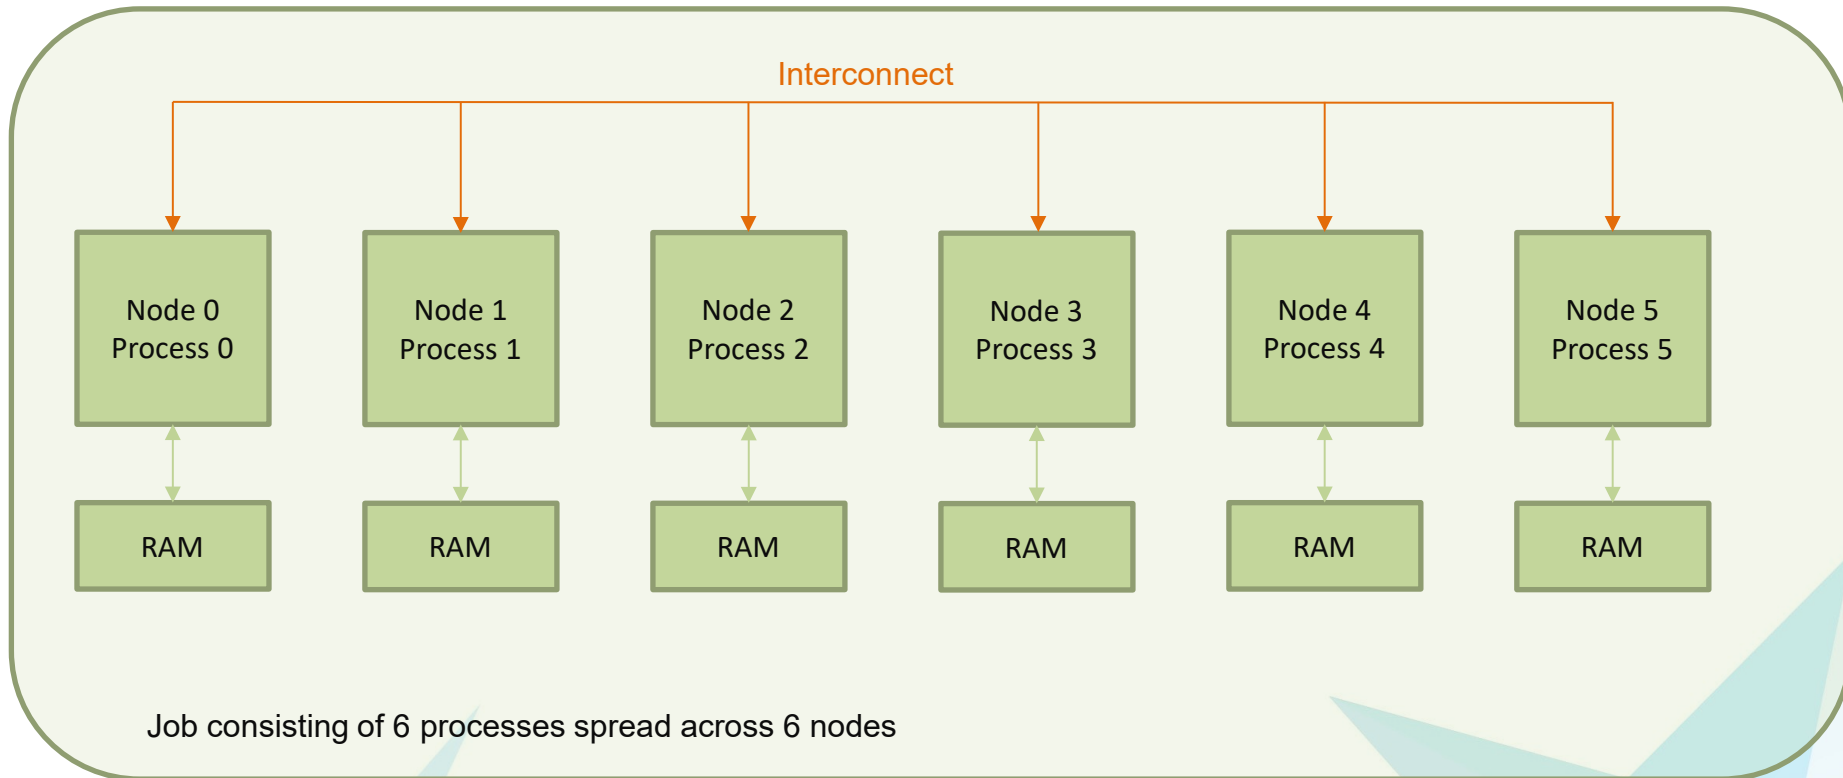 Interconnect
Node 0
Process 0
Node 1
Process 1
Node 2
Process 2
Node 3
Process 3
Node 4
Process 4
Node 5
Process 5
RAM
RAM
RAM
RAM
RAM
RAM
Job consisting of 6 processes spread across 6 nodes